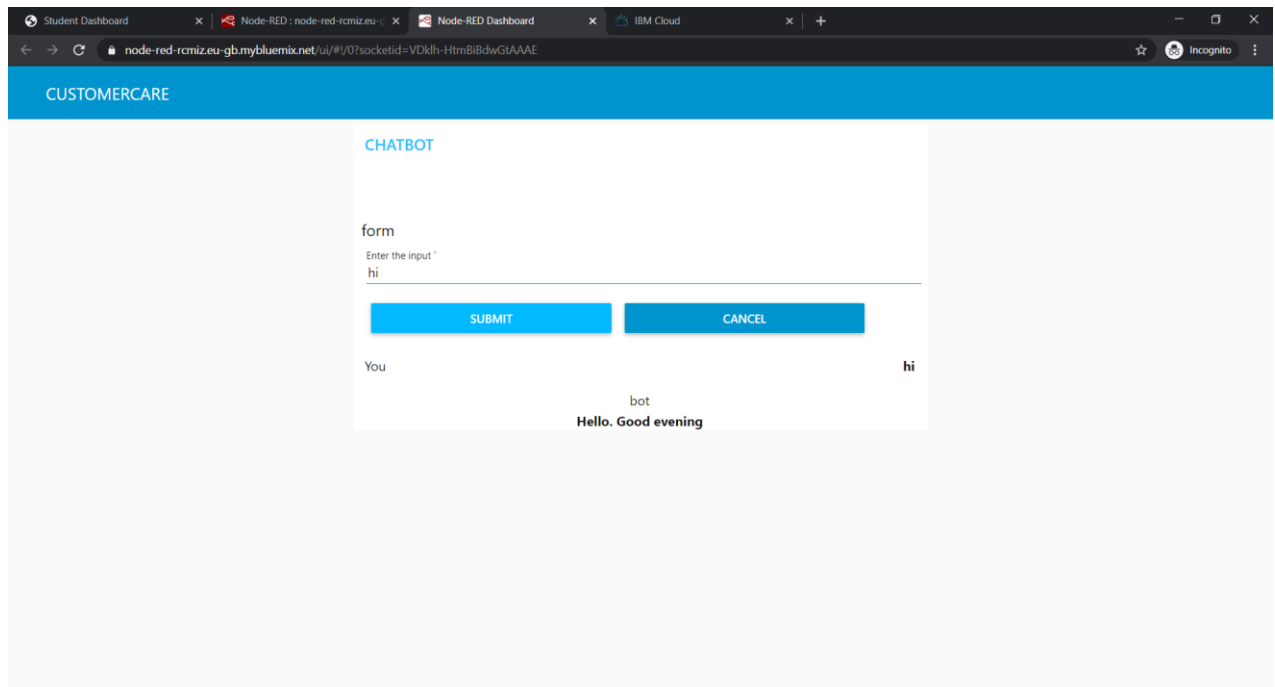 Student Dashboard
Node-RED : node-red-rcmiz.eu-g
Node-RED Dashboard
IBM Cloud
node-red-rcmiz.eu-gb.mybluemix.net/ui/#!/0?socketid=VDklh-HtmBiBdwGtAAAE
Incognito
CUSTOMERCARE
CHATBOT
form
Enter the input *
hi
SUBMIT CANCEL
You hi
bot
Hello. Good evening